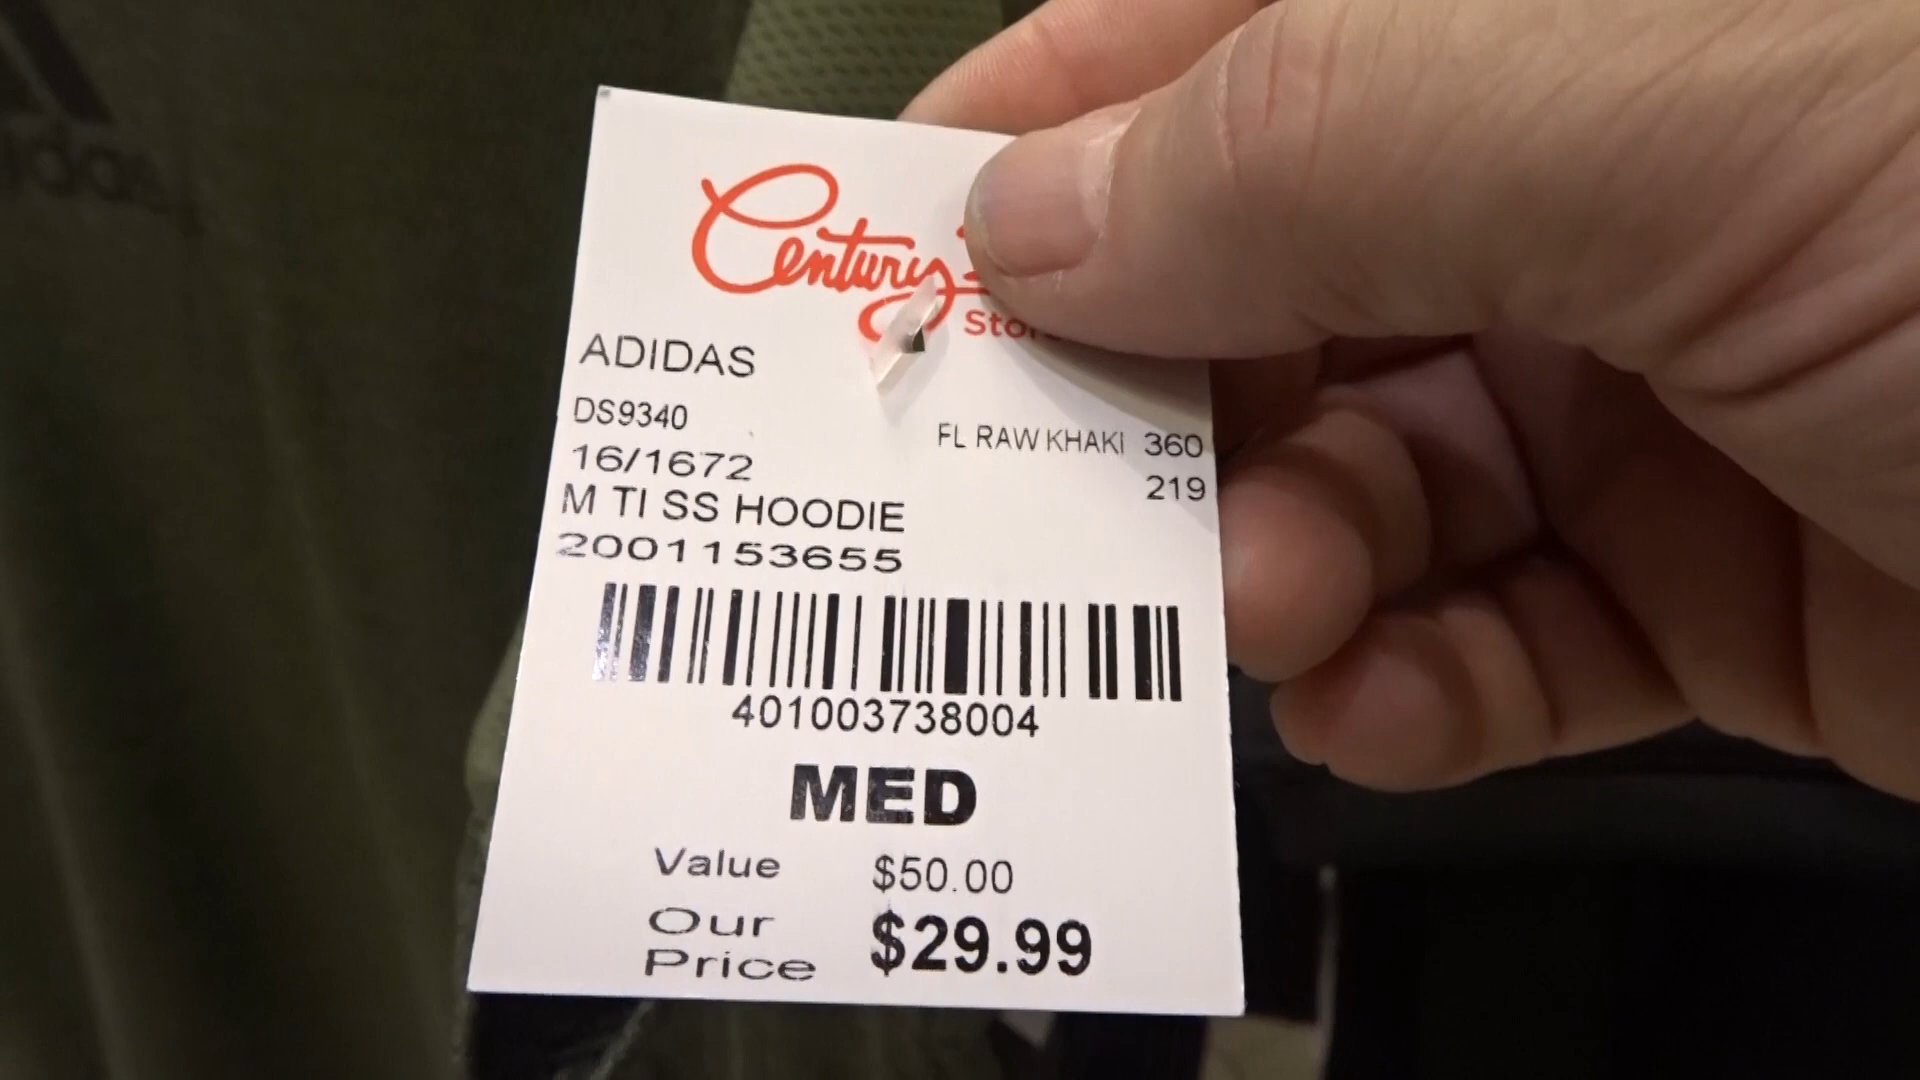 adidas
Century
ADIDAS
DS9340
FL RAW KHAKI 360
16/1672
219
M TI SS HOODIE
2001153655
401003738004
MED
Value $50.00
Our
Price $29.99